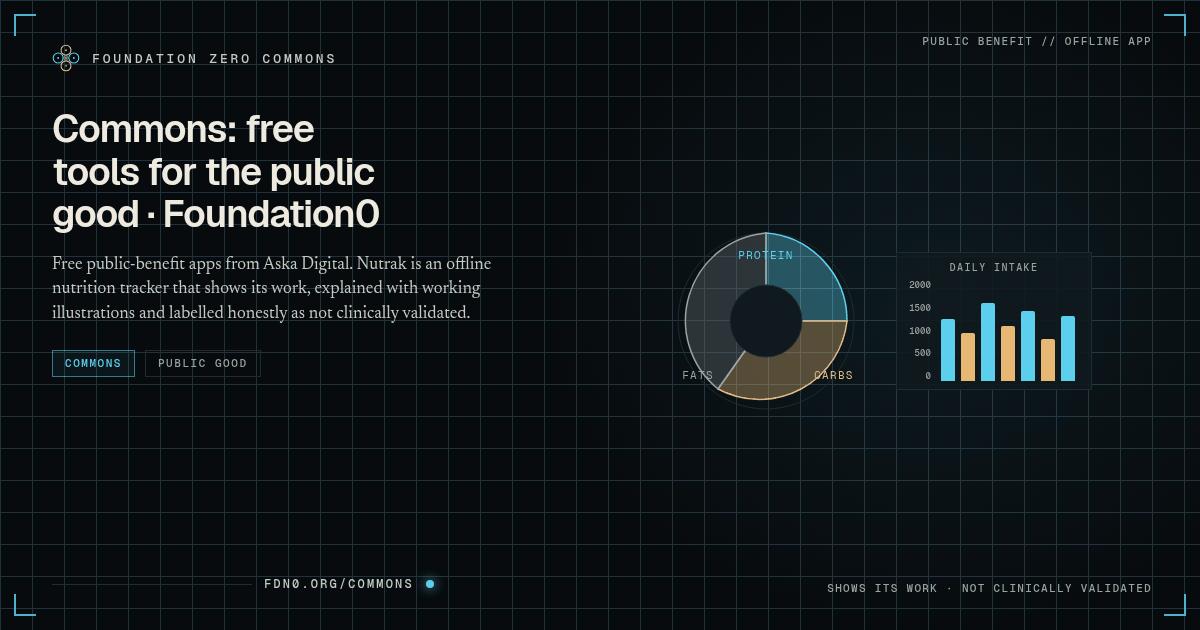 FOUNDATION ZERO COMMONS
PUBLIC BENEFIT // OFFLINE APP
Commons: free
tools for the public
good · Foundation0
Free public-benefit apps from Aska Digital. Nutrak is an offline
nutrition tracker that shows its work, explained with working
illustrations and labelled honestly as not clinically validated.
COMMONS
PUBLIC GOOD
PROTEIN
FATS
CARBS
DAILY INTAKE
2000
1500
1000
500
0
FDN0.ORG/COMMONS
SHOWS ITS WORK · NOT CLINICALLY VALIDATED